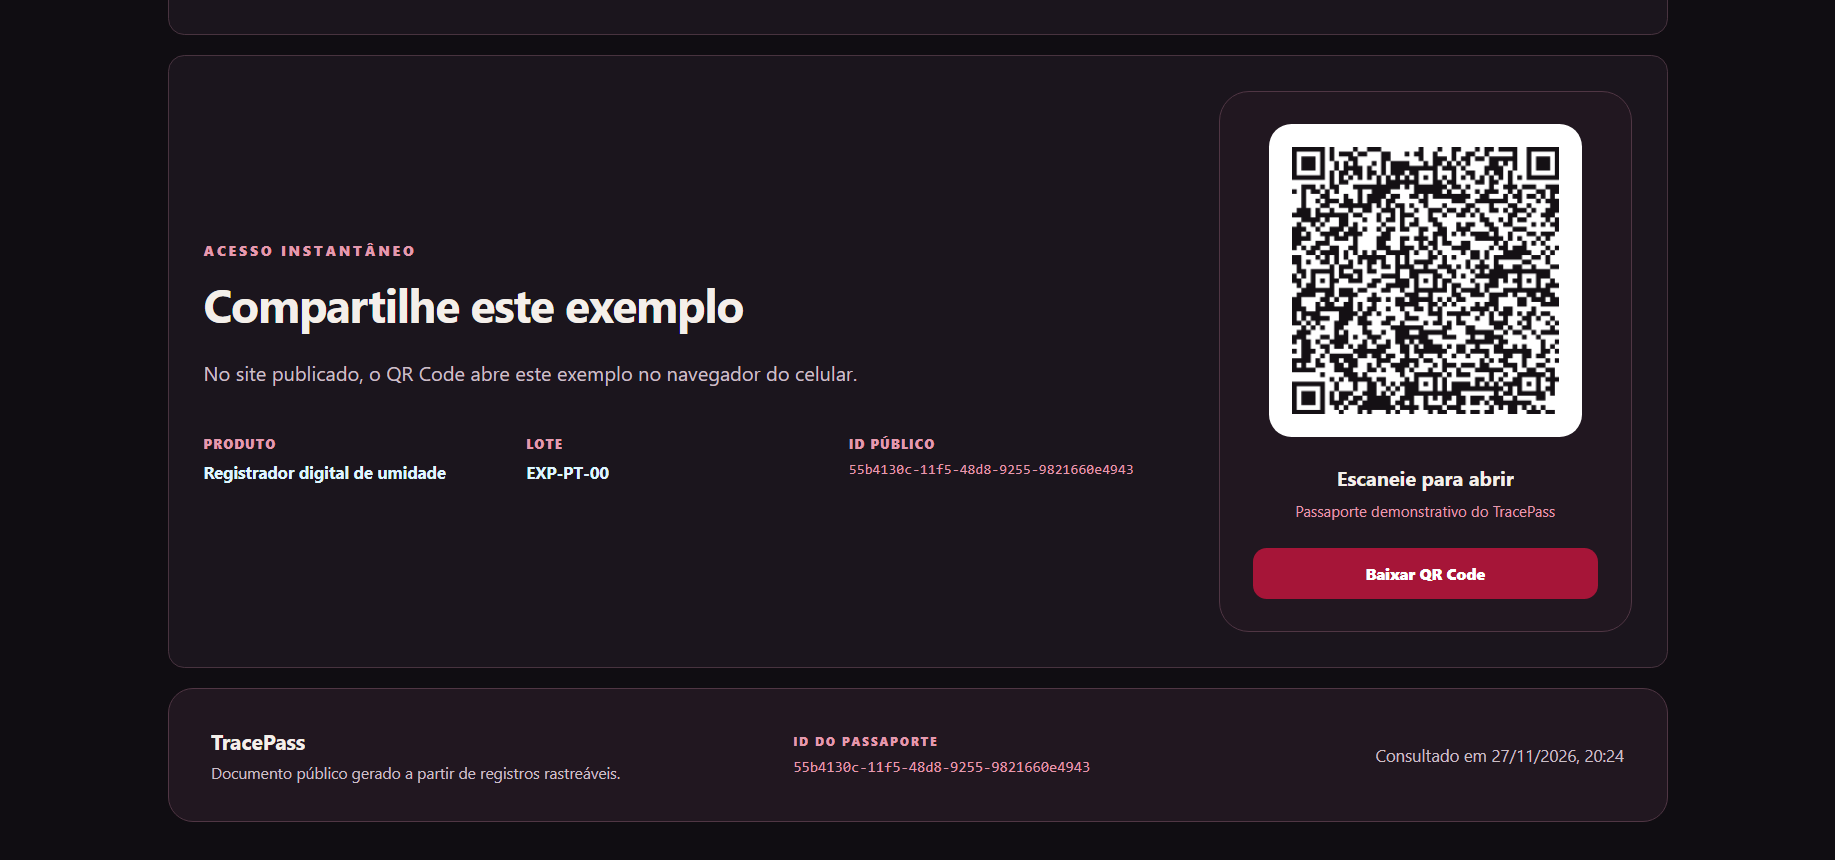 ACESSO INSTANTÂNEO
Compartilhe este exemplo
No site publicado, o QR Code abre este exemplo no navegador do celular.
PRODUTO
Registrador digital de umidade
LOTE
EXP-PT-00
ID PÚBLICO
55b4130c-11f5-48d8-9255-9821660e4943
Escaneie para abrir
Passaporte demonstrativo do TracePass
Baixar QR Code
TracePass
Documento público gerado a partir de registros rastreáveis.
ID DO PASSAPORTE
55b4130c-11f5-48d8-9255-9821660e4943
Consultado em 27/11/2026, 20:24